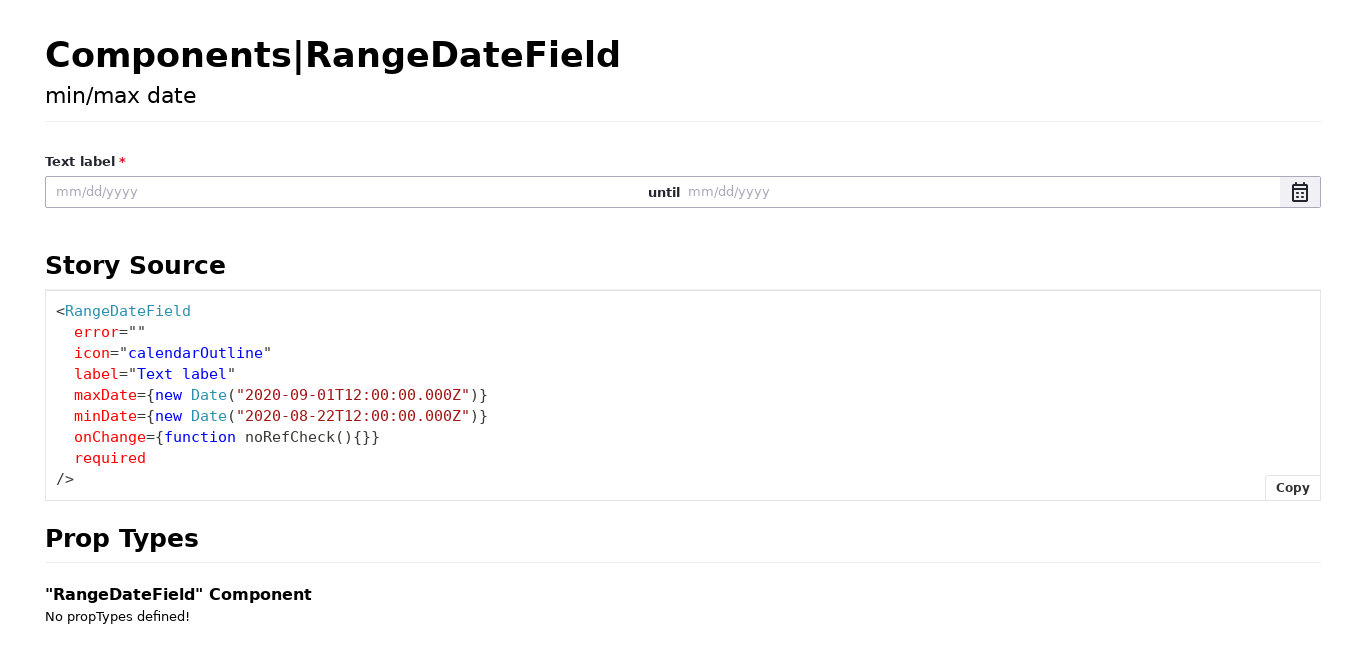 Components|RangeDateField
min/max date
Text label *
mm/dd/yyyy until mm/dd/yyyy
Story Source
<RangeDateField
  error=""
  icon="calendarOutline"
  label="Text label"
  maxDate={new Date("2020-09-01T12:00:00.000Z")}
  minDate={new Date("2020-08-22T12:00:00.000Z")}
  onChange={function noRefCheck(){}}
  required
/>
Copy
Prop Types
"RangeDateField" Component
No propTypes defined!